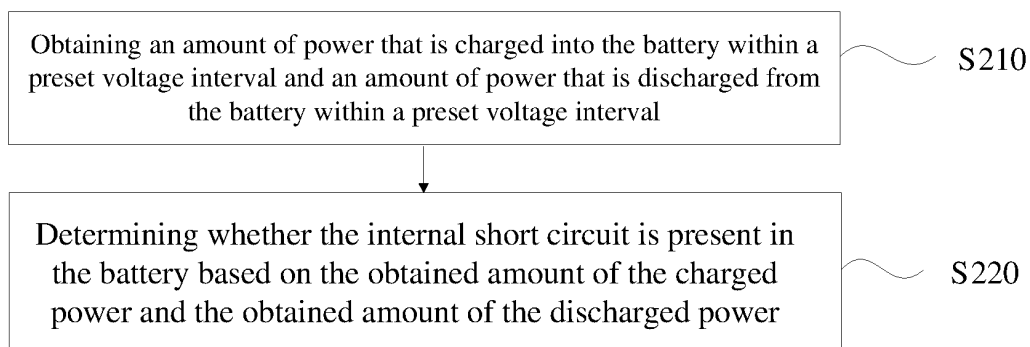 Obtaining an amount of power that is charged into the battery within a
preset voltage interval and an amount of power that is discharged from
the battery within a preset voltage interval
S210
Determining whether the internal short circuit is present in
the battery based on the obtained amount of the charged
power and the obtained amount of the discharged power
S220